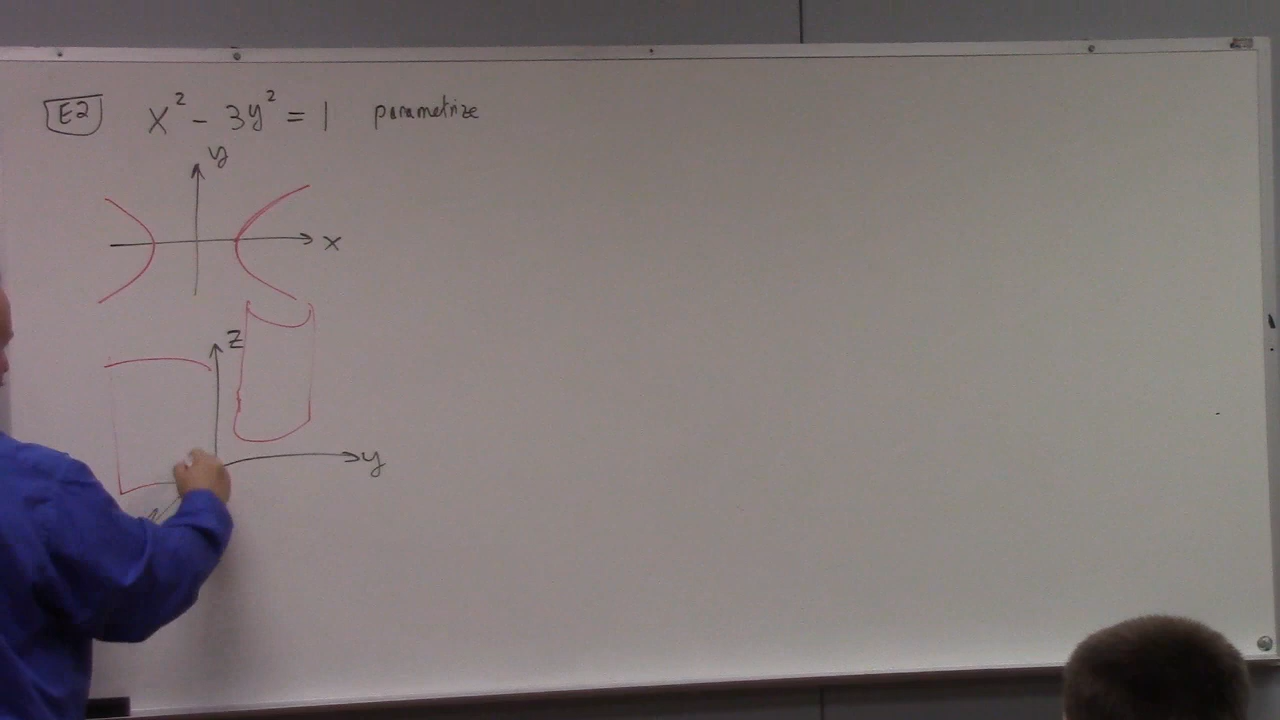 E2 x² - 3y² = 1 parametrize
y
x
z
y